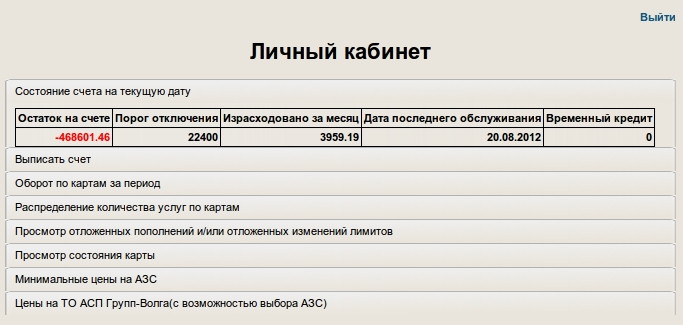 Выйти
Личный кабинет
Состояние счета на текущую дату
Остаток на счете Порог отключения Израсходовано за месяц Дата последнего обслуживания Временный кредит
-468601.46 22400 3959.19 20.08.2012 0
Выписать счет
Оборот по картам за период
Распределение количества услуг по картам
Просмотр отложенных пополнений и/или отложенных изменений лимитов
Просмотр состояния карты
Минимальные цены на АЗС
Цены на ТО АСП Групп-Волга(с возможностью выбора АЗС)